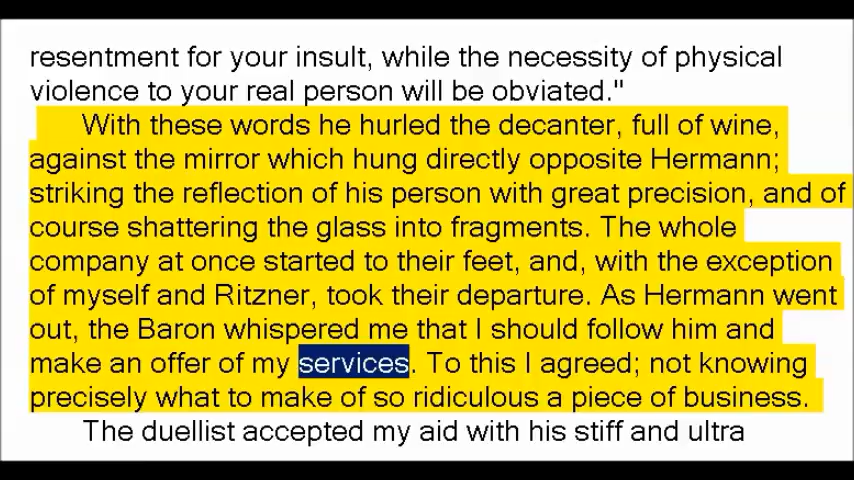 resentment for your insult, while the necessity of physical
violence to your real person will be obviated."
With these words he hurled the decanter, full of wine,
against the mirror which hung directly opposite Hermann;
striking the reflection of his person with great precision, and of
course shattering the glass into fragments. The whole
company at once started to their feet, and, with the exception
of myself and Ritzner, took their departure. As Hermann went
out, the Baron whispered me that I should follow him and
make an offer of my services. To this I agreed; not knowing
precisely what to make of so ridiculous a piece of business.
The duellist accepted my aid with his stiff and ultra